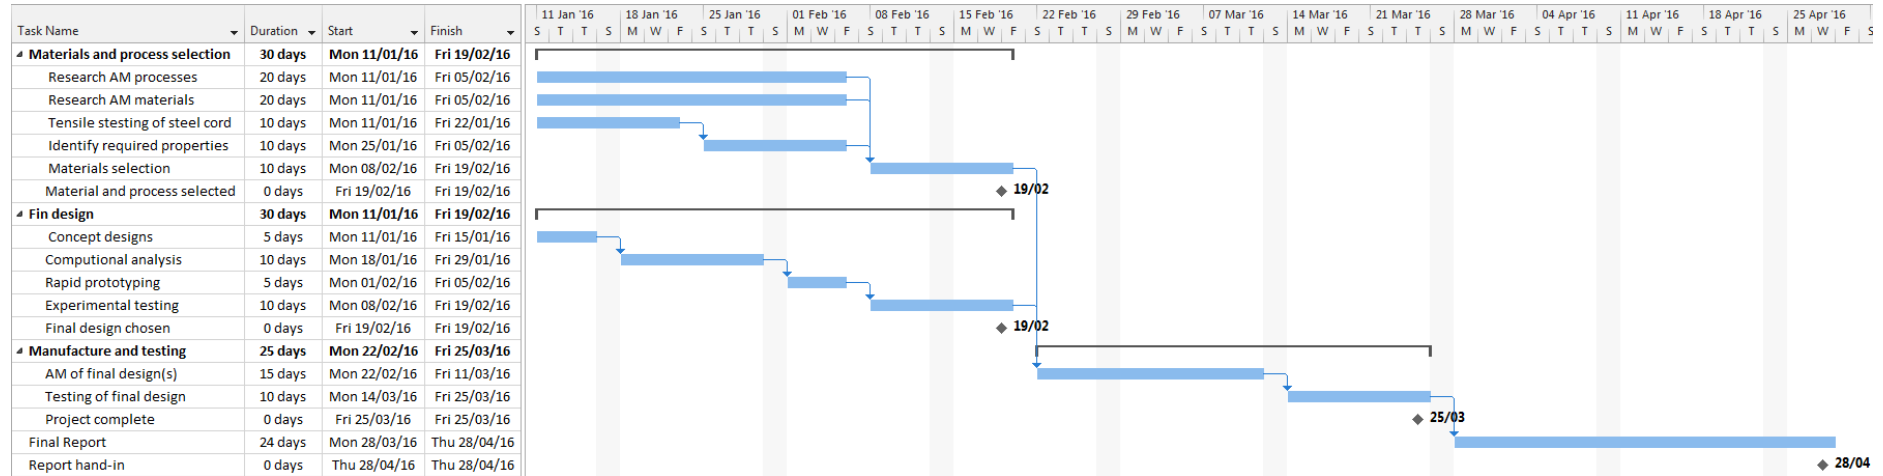 11 Jan '16 18 Jan '16 25 Jan '16 01 Feb '16 08 Feb '16 15 Feb '16 22 Feb '16 29 Feb '16 07 Mar '16 14 Mar '16 21 Mar '16 28 Mar '16 04 Apr '16 11 Apr '16 18 Apr '16 25 Apr '16
Task Name Duration Start Finish S T T S M W F S T T S M W F S T T S M W F S T T S M W F S T T S M W F S T T S M W F S T T S M W F S T T S M W F S
Materials and process selection 30 days Mon 11/01/16 Fri 19/02/16
Research AM processes 20 days Mon 11/01/16 Fri 05/02/16
Research AM materials 20 days Mon 11/01/16 Fri 05/02/16
Tensile stesting of steel cord 10 days Mon 11/01/16 Fri 22/01/16
Identify required properties 10 days Mon 25/01/16 Fri 05/02/16
Materials selection 10 days Mon 08/02/16 Fri 19/02/16
Material and process selected 0 days Fri 19/02/16 Fri 19/02/16 19/02
Fin design 30 days Mon 11/01/16 Fri 19/02/16
Concept designs 5 days Mon 11/01/16 Fri 15/01/16
Computional analysis 10 days Mon 18/01/16 Fri 29/01/16
Rapid prototyping 5 days Mon 01/02/16 Fri 05/02/16
Experimental testing 10 days Mon 08/02/16 Fri 19/02/16
Final design chosen 0 days Fri 19/02/16 Fri 19/02/16 19/02
Manufacture and testing 25 days Mon 22/02/16 Fri 25/03/16
AM of final design(s) 15 days Mon 22/02/16 Fri 11/03/16
Testing of final design 10 days Mon 14/03/16 Fri 25/03/16
Project complete 0 days Fri 25/03/16 Fri 25/03/16 25/03
Final Report 24 days Mon 28/03/16 Thu 28/04/16
Report hand-in 0 days Thu 28/04/16 Thu 28/04/16 28/04